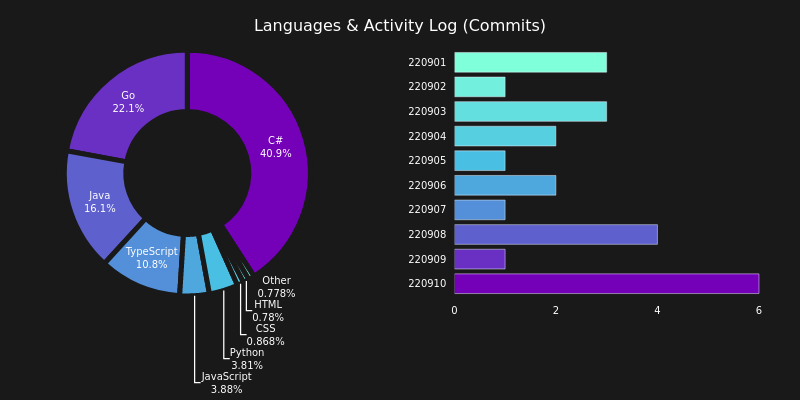 Languages & Activity Log (Commits)
C#
40.9%
Go
22.1%
Java
16.1%
TypeScript
10.8%
JavaScript
3.88%
Python
3.81%
CSS
0.868%
HTML
0.78%
Other
0.778%
220901
220902
220903
220904
220905
220906
220907
220908
220909
220910
0 2 4 6